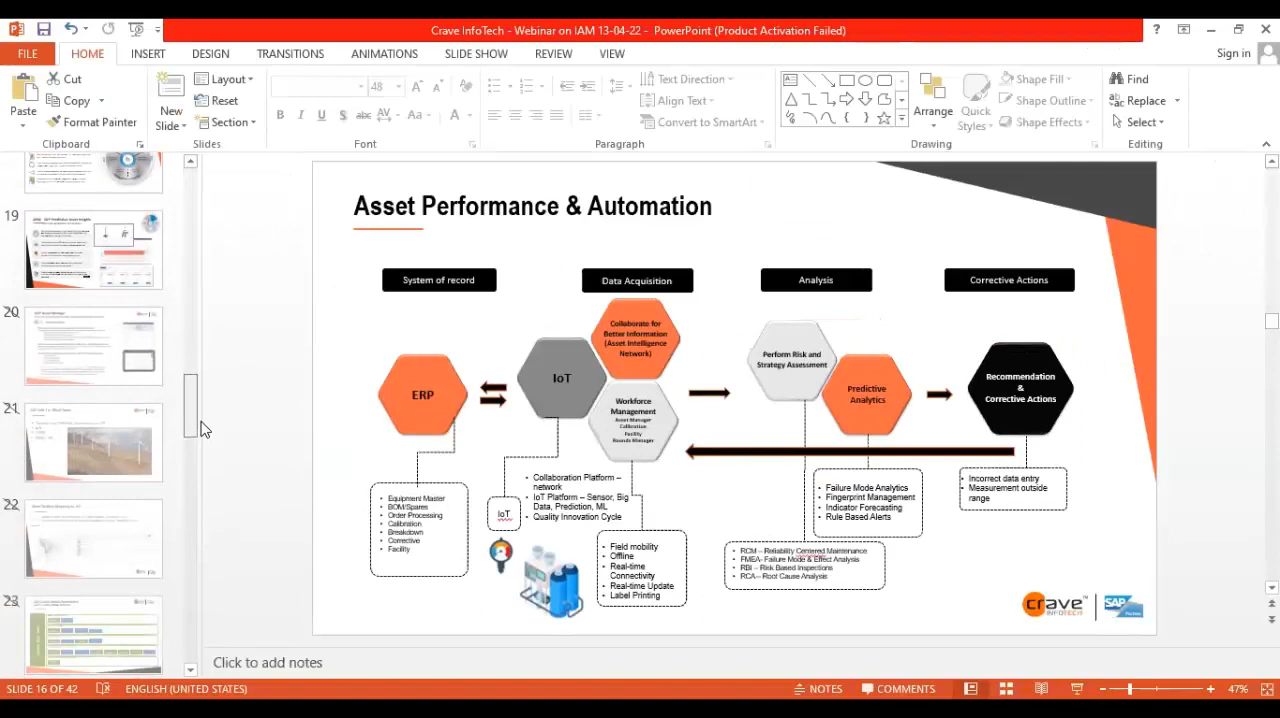 Crave InfoTech - Webinar on IAM 13-04-22 - PowerPoint (Product Activation Failed)
FILE HOME INSERT DESIGN TRANSITIONS ANIMATIONS SLIDE SHOW REVIEW VIEW Sign in
Paste
Cut
Copy
Format Painter
Clipboard
New
Slide
Layout
Reset
Section
Slides
48
Font
Text Direction
Align Text
Convert to SmartArt
Paragraph
Arrange
Quick
Styles
Shape Fill
Shape Outline
Shape Effects
Drawing
Find
Replace
Select
Editing
19
20
21
22
23
Asset Performance & Automation
System of record
Data Acquisition
Analysis
Corrective Actions
ERP
IoT
Collaborate for
Better Information
(Asset Intelligence
Network)
Workforce
Management
Asset Manager
Calibration
Facility
Rounds Manager
Perform Risk and
Strategy Assessment
Predictive
Analytics
Recommendation
&
Corrective Actions
• Equipment Master
• BOM/Spares
• Order Processing
• Calibration
• Breakdown
• Corrective
• Facility
IoT
• Collaboration Platform –
network
• IoT Platform – Sensor, Big
Data, Prediction, ML
• Quality Innovation Cycle
• Field mobility
• Offline
• Real-time
Connectivity
• Real-time Update
• Label Printing
• Failure Mode Analytics
• Fingerprint Management
• Indicator Forecasting
• Rule Based Alerts
• RCM – Reliability Centered Maintenance
• FMEA- Failure Mode & Effect Analysis
• RBI – Risk Based Inspections
• RCA – Root Cause Analysis
• Incorrect data entry
• Measurement outside
range
crave™
INFOTECH
SAP
Click to add notes
SLIDE 16 OF 42 ENGLISH (UNITED STATES) NOTES COMMENTS 47%